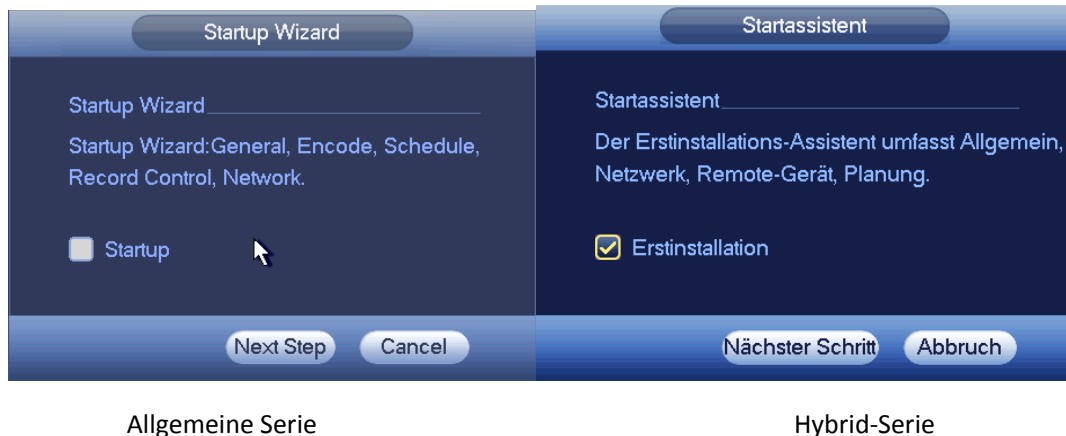 Startup Wizard
Startup Wizard
Startup Wizard:General, Encode, Schedule,
Record Control, Network.
Startup
Next Step
Cancel
Startassistent
Startassistent
Der Erstinstallations-Assistent umfasst Allgemein,
Netzwerk, Remote-Gerät, Planung.
Erstinstallation
Nächster Schritt
Abbruch
Allgemeine Serie
Hybrid-Serie